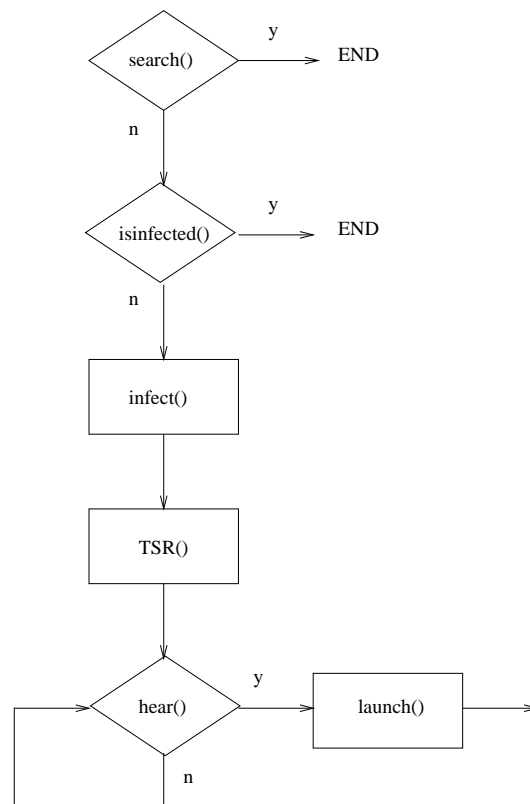 y
search()
END
n
y
isinfected()
END
n
infect()
TSR()
y
hear()
launch()
n